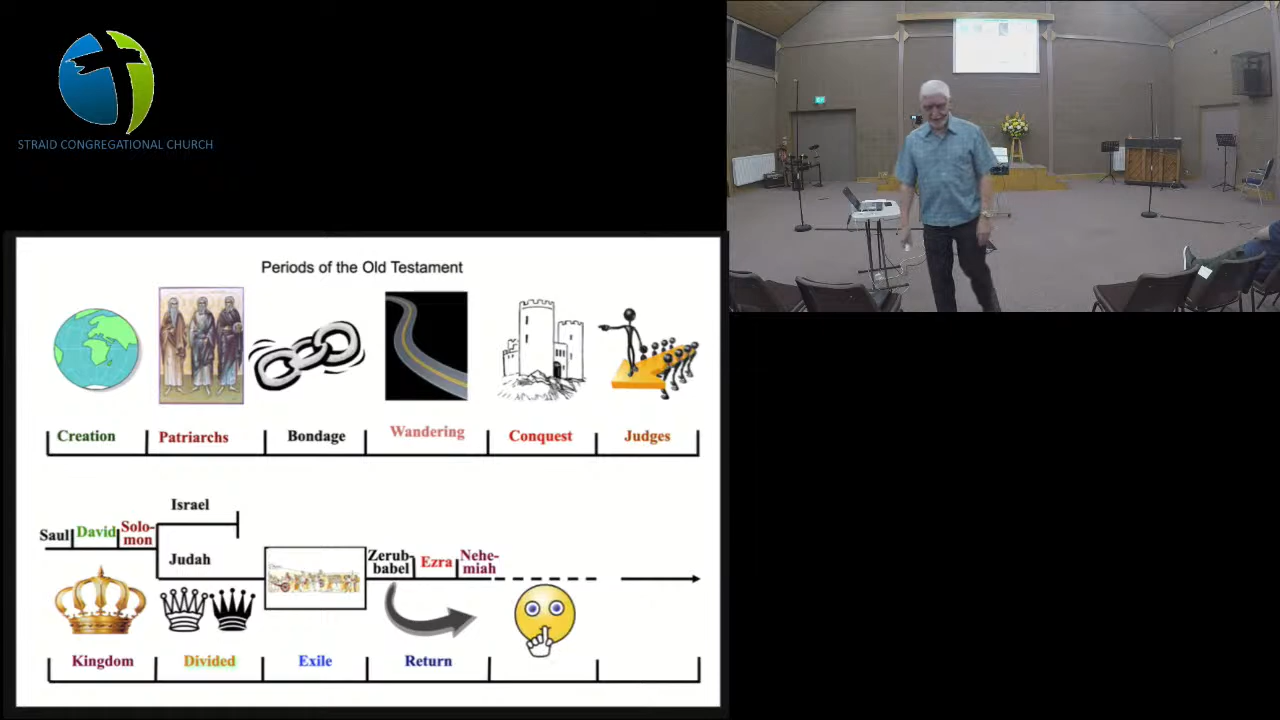 STRAID CONGREGATIONAL CHURCH
Periods of the Old Testament
Creation Patriarchs Bondage Wandering Conquest Judges
Israel
Saul David Solo-
mon
Judah
Zerub-
babel Ezra Nehe-
miah
Kingdom Divided Exile Return